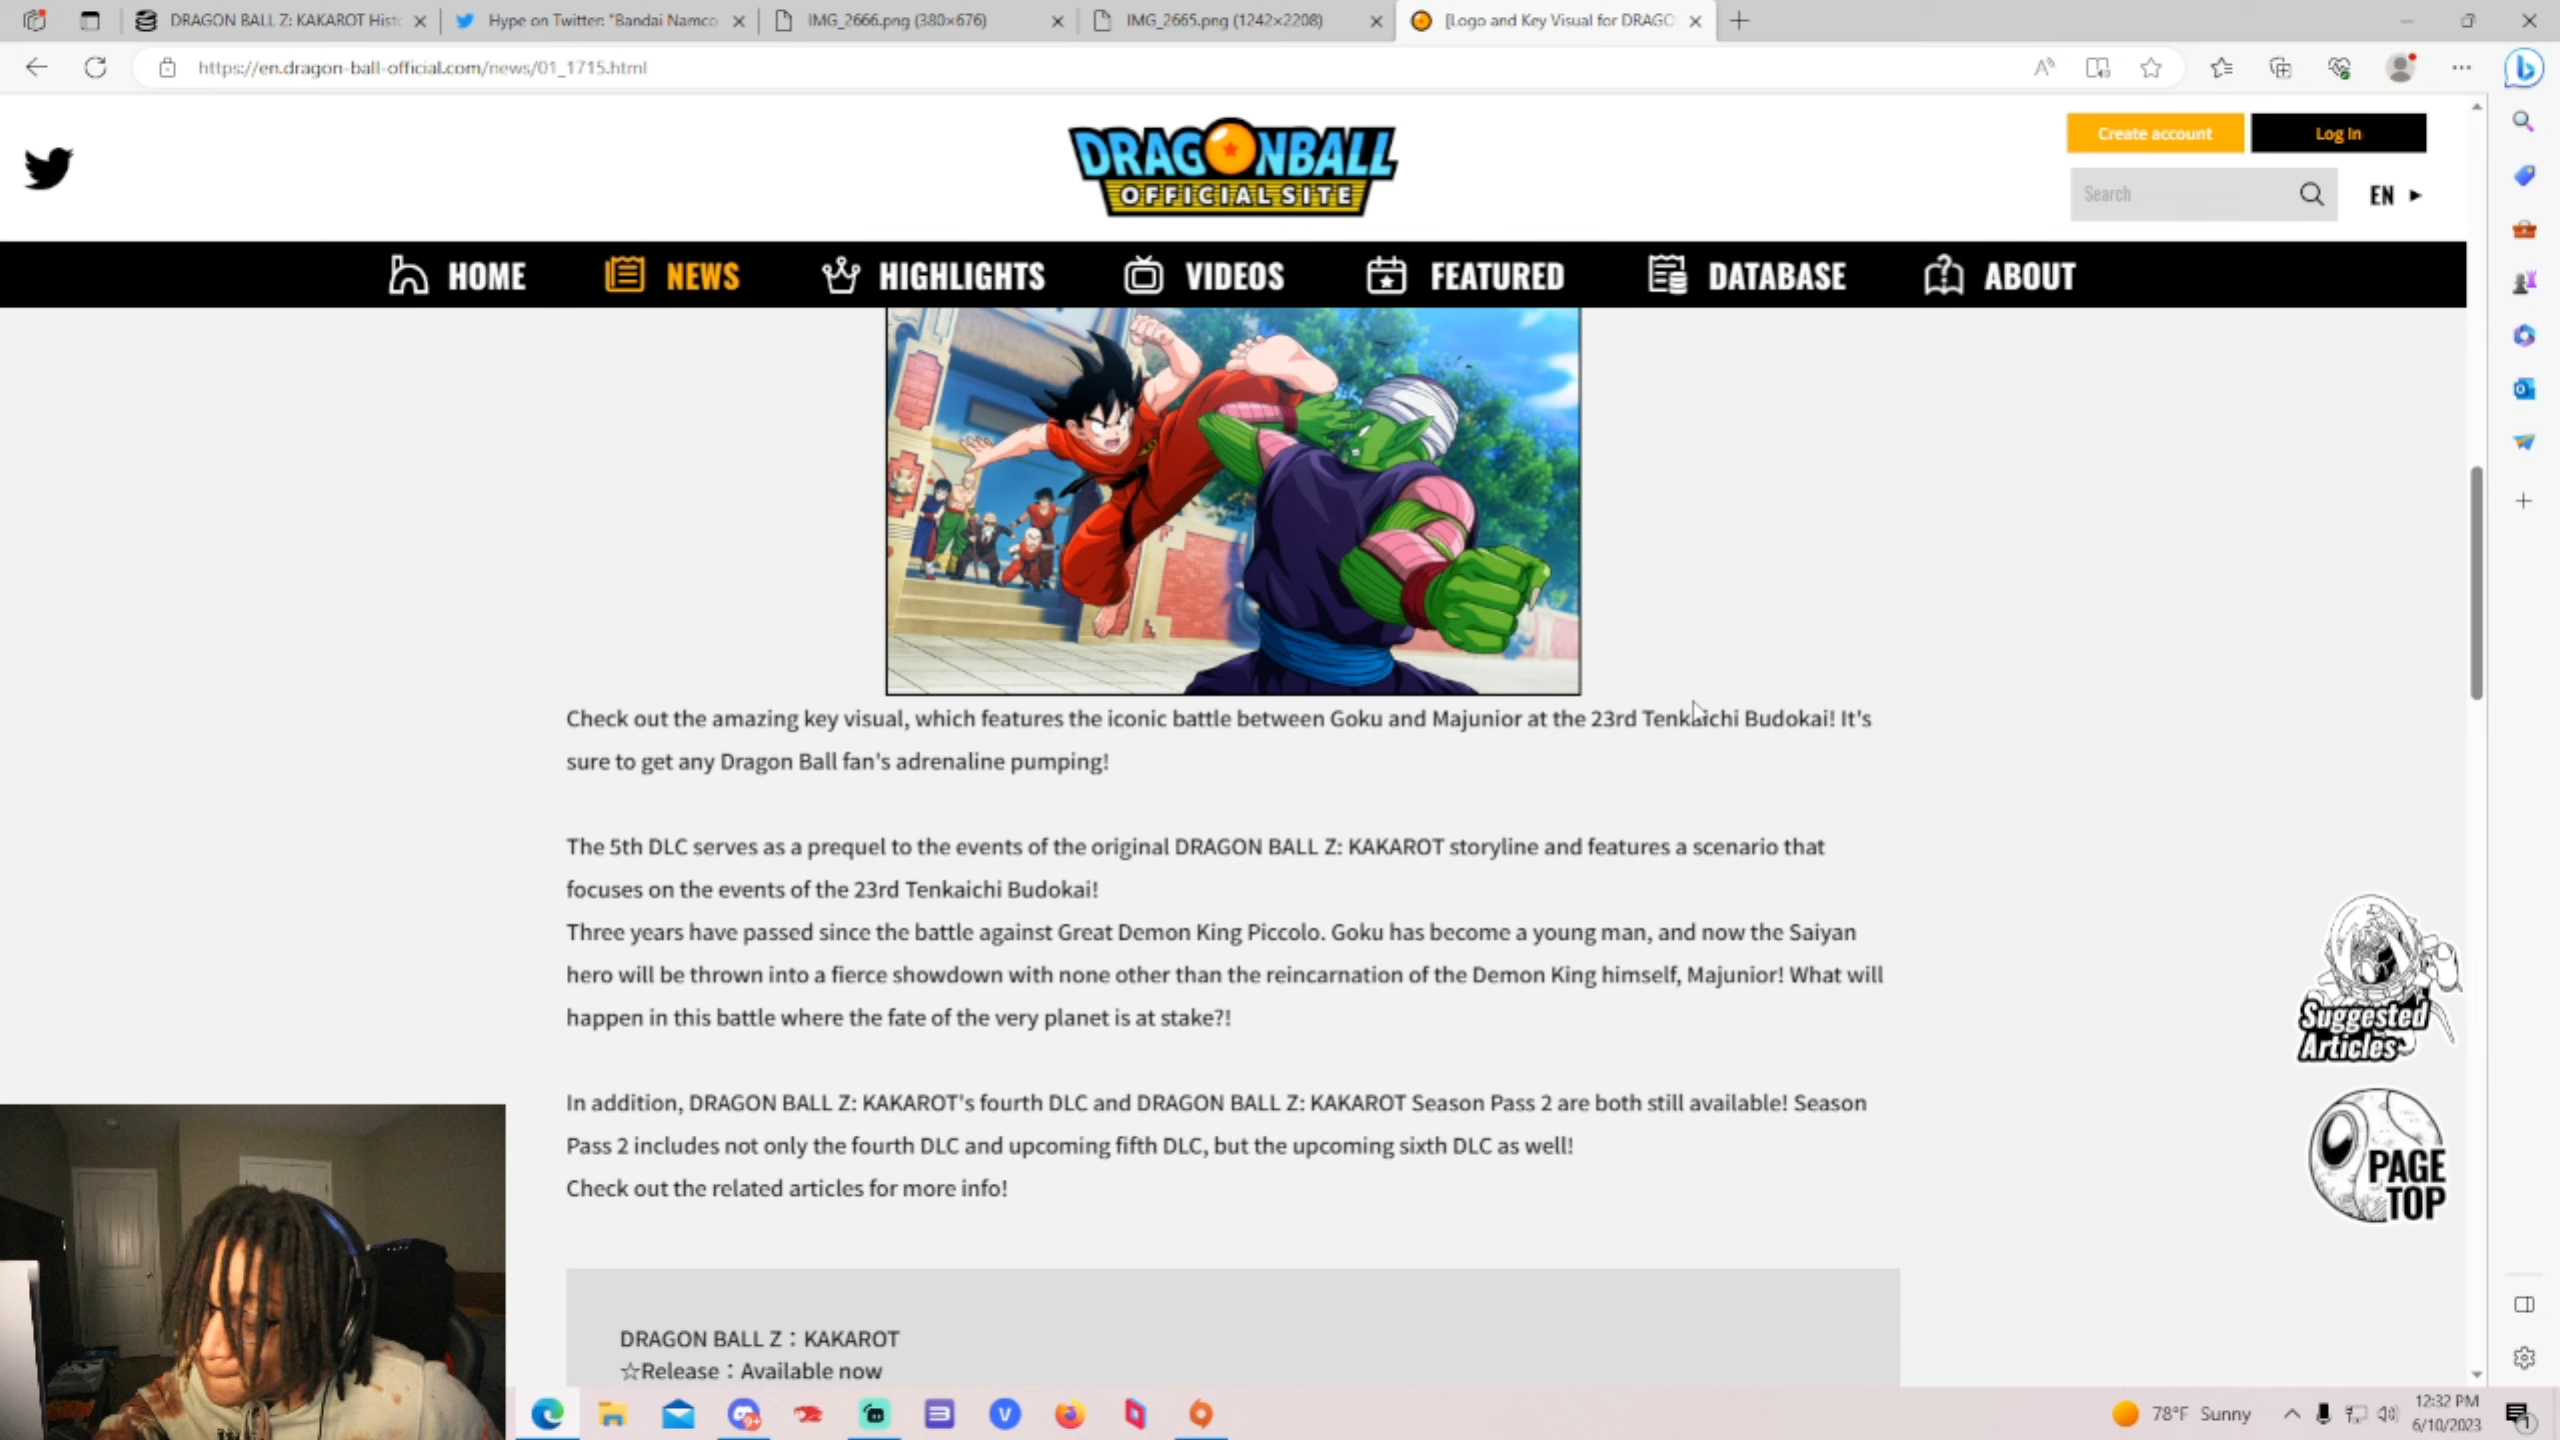 DRAGON BALL Z: KAKAROT Hist
Hype on Twitter: "Bandai Namco
IMG_2666.png (380×676)
IMG_2665.png (1242×2208)
[Logo and Key Visual for DRAGO
https://en.dragon-ball-official.com/news/01_1715.html
DRAGONBALL
OFFICIAL SITE
Create account
Log In
Search
EN
HOME
NEWS
HIGHLIGHTS
VIDEOS
FEATURED
DATABASE
ABOUT
Check out the amazing key visual, which features the iconic battle between Goku and Majunior at the 23rd Tenkaichi Budokai! It's
sure to get any Dragon Ball fan's adrenaline pumping!
The 5th DLC serves as a prequel to the events of the original DRAGON BALL Z: KAKAROT storyline and features a scenario that
focuses on the events of the 23rd Tenkaichi Budokai!
Three years have passed since the battle against Great Demon King Piccolo. Goku has become a young man, and now the Saiyan
hero will be thrown into a fierce showdown with none other than the reincarnation of the Demon King himself, Majunior! What will
happen in this battle where the fate of the very planet is at stake?!
In addition, DRAGON BALL Z: KAKAROT's fourth DLC and DRAGON BALL Z: KAKAROT Season Pass 2 are both still available! Season
Pass 2 includes not only the fourth DLC and upcoming fifth DLC, but the upcoming sixth DLC as well!
Check out the related articles for more info!
Suggested
Articles
PAGE
TOP
DRAGON BALL Z：KAKAROT
☆Release：Available now
78°F Sunny
12:32 PM
6/10/2023